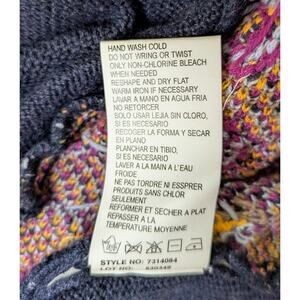 HAND WASH COLD
DO NOT WRING OR TWIST
ONLY NON-CHLORINE BLEACH
WHEN NEEDED
RESHAPE AND DRY FLAT
WARM IRON IF NECESSARY
LAVAR A MANO EN AGUA FRIA
NO RETORCER
SOLO USAR LEJIA SIN CLORO,
SI ES NECESARIO
RECOGER LA FORMA Y SECAR
EN PLANO
PLANCHAR EN TIBIO,
SI ES NECESARIO
LAVER A LA MAIN A L'EAU
FROIDE
NE PAS TORDRE NI ESSPRER
PRODUITS SANS CHLOR
SEULEMENT
REFORMER ET SECHER A PLAT
REPASSER A LA
TEMPERATURE MOYENNE
STYLE NO: 7314084
LOT NO: 830349